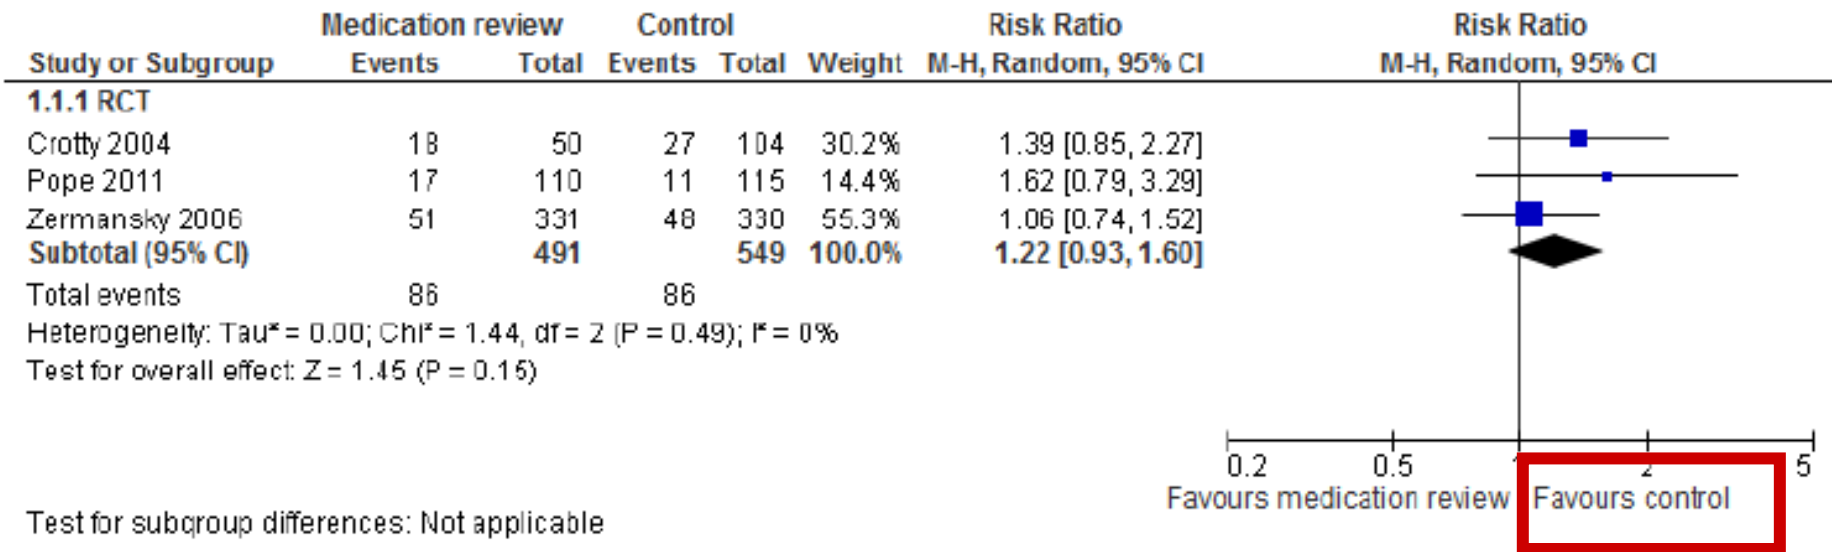 Medication review Control Risk Ratio Risk Ratio
Study or Subgroup Events Total Events Total Weight M-H, Random, 95% CI M-H, Random, 95% CI
1.1.1 RCT
Crotty 2004 18 50 27 104 30.2% 1.39 [0.85, 2.27]
Pope 2011 17 110 11 115 14.4% 1.62 [0.79, 3.29]
Zermansky 2006 51 331 48 330 55.3% 1.06 [0.74, 1.52]
Subtotal (95% CI) 491 549 100.0% 1.22 [0.93, 1.60]
Total events 86 86
Heterogeneity: Tau² = 0.00; Chi² = 1.44, df = 2 (P = 0.49); I² = 0%
Test for overall effect: Z = 1.45 (P = 0.15)
0.2 0.5 1 2 5
Favours medication review Favours control
Test for subgroup differences: Not applicable